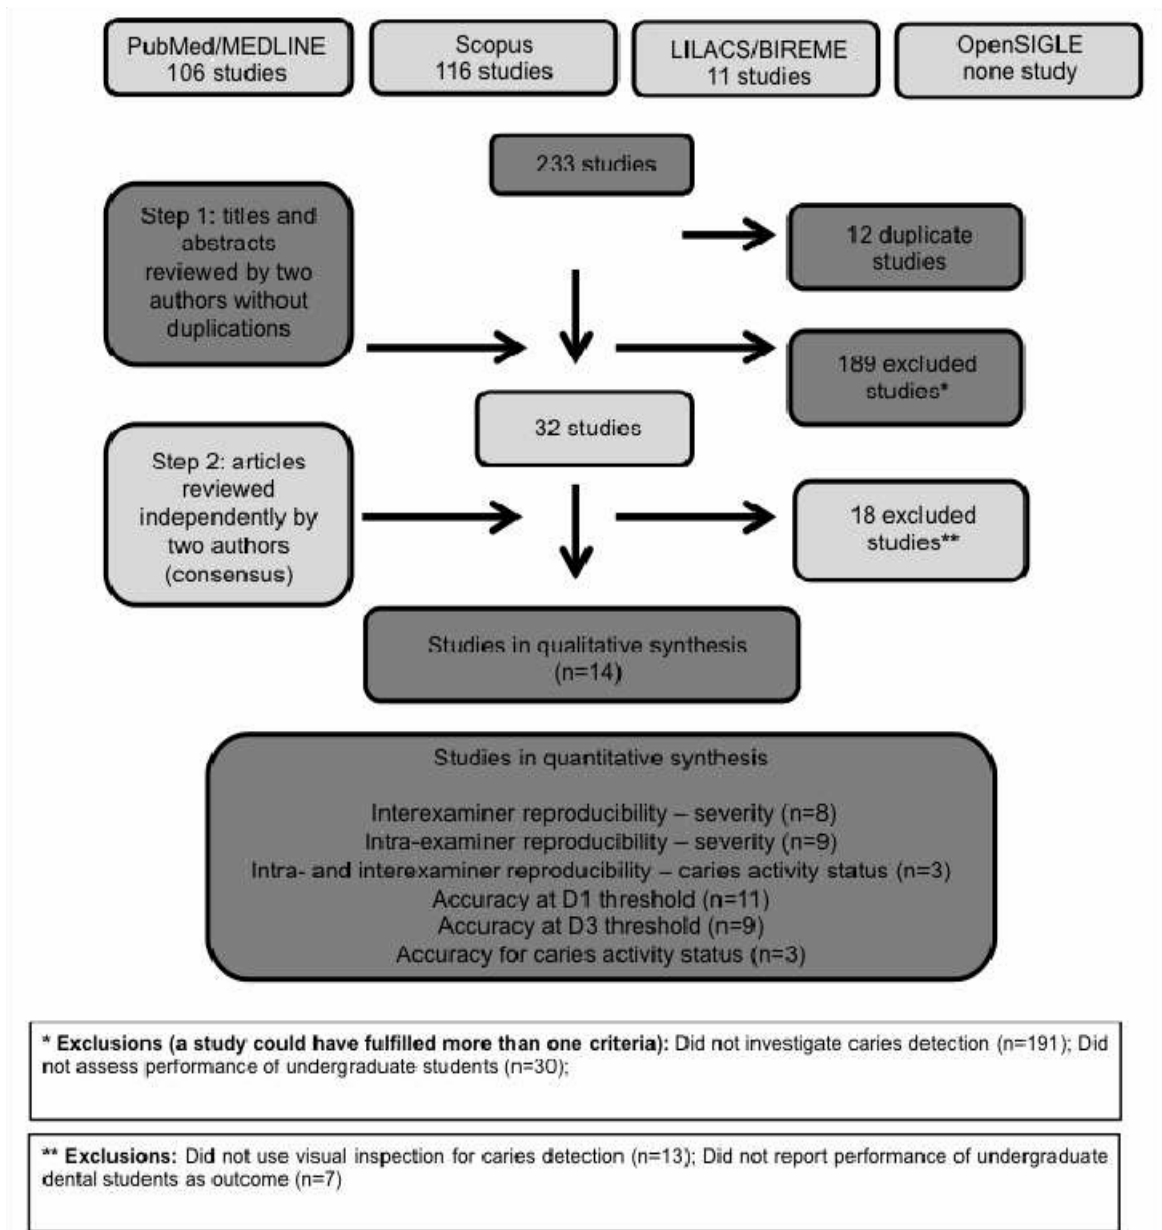 PubMed/MEDLINE
106 studies
Scopus
116 studies
LILACS/BIREME
11 studies
OpenSIGLE
none study
233 studies
Step 1: titles and
abstracts
reviewed by two
authors without
duplications
12 duplicate
studies
189 excluded
studies*
32 studies
Step 2: articles
reviewed
independently by
two authors
(consensus)
18 excluded
studies**
Studies in qualitative synthesis
(n=14)
Studies in quantitative synthesis
Interexaminer reproducibility – severity (n=8)
Intra-examiner reproducibility – severity (n=9)
Intra- and interexaminer reproducibility – caries activity status (n=3)
Accuracy at D1 threshold (n=11)
Accuracy at D3 threshold (n=9)
Accuracy for caries activity status (n=3)
* Exclusions (a study could have fulfilled more than one criteria): Did not investigate caries detection (n=191); Did
not assess performance of undergraduate students (n=30);
** Exclusions: Did not use visual inspection for caries detection (n=13); Did not report performance of undergraduate
dental students as outcome (n=7)